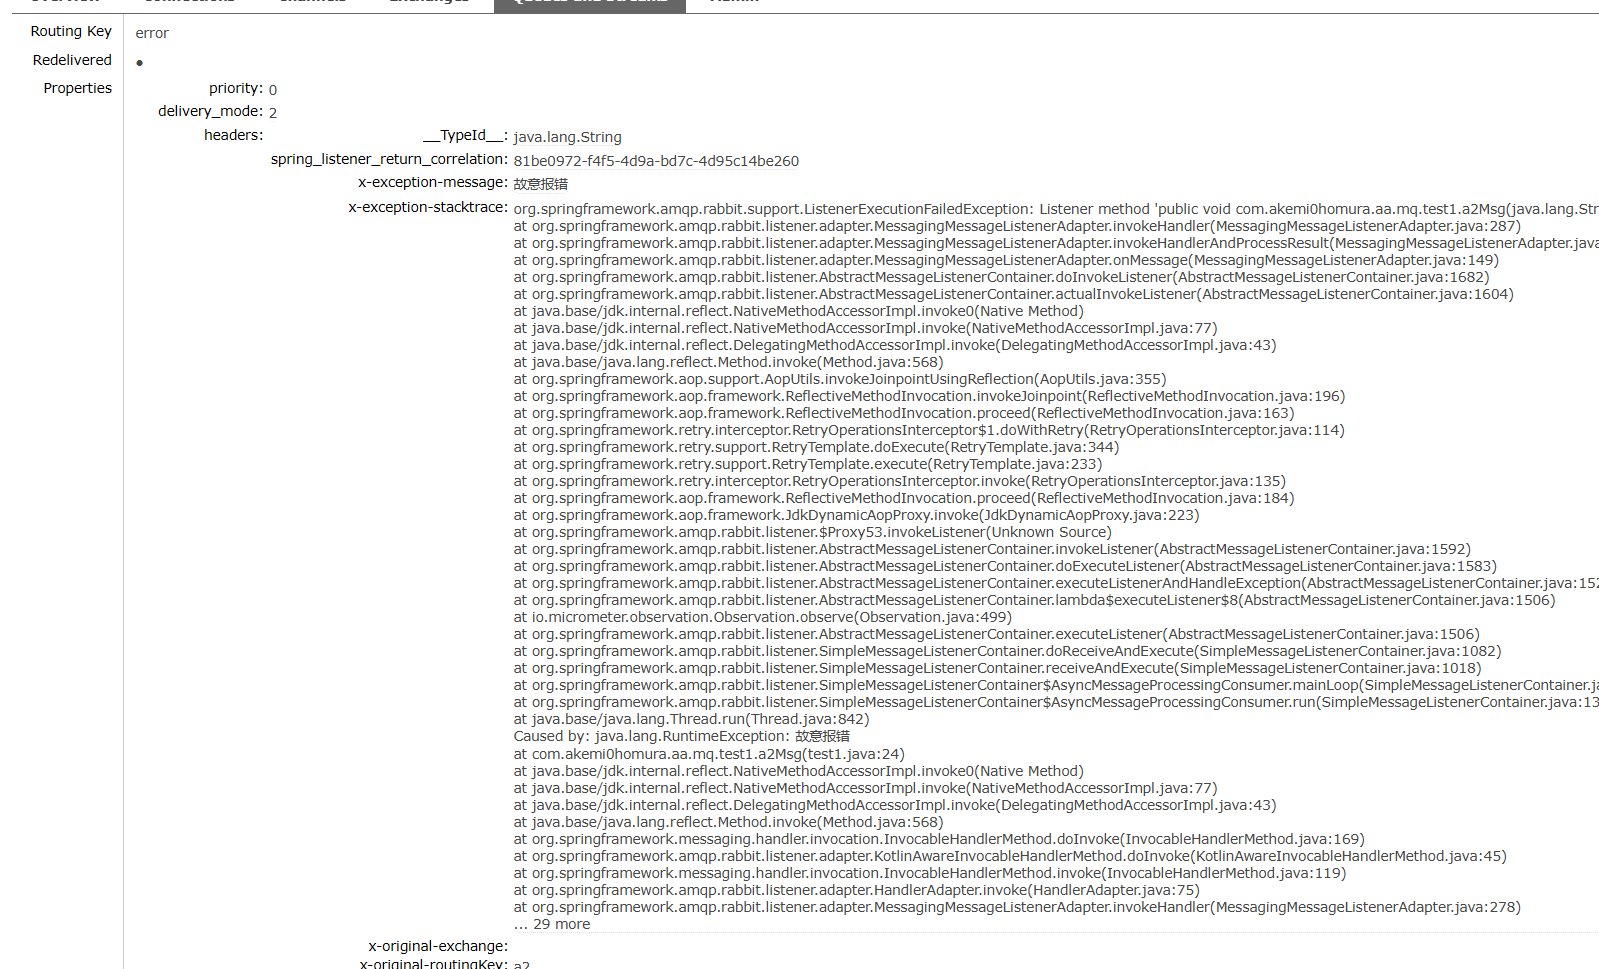 Queues and Streams
Routing Key error
Redelivered ●
Properties
priority: 0
delivery_mode: 2
headers:
__TypeId__: java.lang.String
spring_listener_return_correlation: 81be0972-f4f5-4d9a-bd7c-4d95c14be260
x-exception-message: 故意报错
x-exception-stacktrace: org.springframework.amqp.rabbit.support.ListenerExecutionFailedException: Listener method 'public void com.akemi0homura.aa.mq.test1.a2Msg(java.lang.Str
at org.springframework.amqp.rabbit.listener.adapter.MessagingMessageListenerAdapter.invokeHandler(MessagingMessageListenerAdapter.java:287)
at org.springframework.amqp.rabbit.listener.adapter.MessagingMessageListenerAdapter.invokeHandlerAndProcessResult(MessagingMessageListenerAdapter.java
at org.springframework.amqp.rabbit.listener.adapter.MessagingMessageListenerAdapter.onMessage(MessagingMessageListenerAdapter.java:149)
at org.springframework.amqp.rabbit.listener.AbstractMessageListenerContainer.doInvokeListener(AbstractMessageListenerContainer.java:1682)
at org.springframework.amqp.rabbit.listener.AbstractMessageListenerContainer.actualInvokeListener(AbstractMessageListenerContainer.java:1604)
at java.base/jdk.internal.reflect.NativeMethodAccessorImpl.invoke0(Native Method)
at java.base/jdk.internal.reflect.NativeMethodAccessorImpl.invoke(NativeMethodAccessorImpl.java:77)
at java.base/jdk.internal.reflect.DelegatingMethodAccessorImpl.invoke(DelegatingMethodAccessorImpl.java:43)
at java.base/java.lang.reflect.Method.invoke(Method.java:568)
at org.springframework.aop.support.AopUtils.invokeJoinpointUsingReflection(AopUtils.java:355)
at org.springframework.aop.framework.ReflectiveMethodInvocation.invokeJoinpoint(ReflectiveMethodInvocation.java:196)
at org.springframework.aop.framework.ReflectiveMethodInvocation.proceed(ReflectiveMethodInvocation.java:163)
at org.springframework.retry.interceptor.RetryOperationsInterceptor$1.doWithRetry(RetryOperationsInterceptor.java:114)
at org.springframework.retry.support.RetryTemplate.doExecute(RetryTemplate.java:344)
at org.springframework.retry.support.RetryTemplate.execute(RetryTemplate.java:233)
at org.springframework.retry.interceptor.RetryOperationsInterceptor.invoke(RetryOperationsInterceptor.java:135)
at org.springframework.aop.framework.ReflectiveMethodInvocation.proceed(ReflectiveMethodInvocation.java:184)
at org.springframework.aop.framework.JdkDynamicAopProxy.invoke(JdkDynamicAopProxy.java:223)
at org.springframework.amqp.rabbit.listener.$Proxy53.invokeListener(Unknown Source)
at org.springframework.amqp.rabbit.listener.AbstractMessageListenerContainer.invokeListener(AbstractMessageListenerContainer.java:1592)
at org.springframework.amqp.rabbit.listener.AbstractMessageListenerContainer.doExecuteListener(AbstractMessageListenerContainer.java:1583)
at org.springframework.amqp.rabbit.listener.AbstractMessageListenerContainer.executeListenerAndHandleException(AbstractMessageListenerContainer.java:152
at org.springframework.amqp.rabbit.listener.AbstractMessageListenerContainer.lambda$executeListener$8(AbstractMessageListenerContainer.java:1506)
at io.micrometer.observation.Observation.observe(Observation.java:499)
at org.springframework.amqp.rabbit.listener.AbstractMessageListenerContainer.executeListener(AbstractMessageListenerContainer.java:1506)
at org.springframework.amqp.rabbit.listener.SimpleMessageListenerContainer.doReceiveAndExecute(SimpleMessageListenerContainer.java:1082)
at org.springframework.amqp.rabbit.listener.SimpleMessageListenerContainer.receiveAndExecute(SimpleMessageListenerContainer.java:1018)
at org.springframework.amqp.rabbit.listener.SimpleMessageListenerContainer$AsyncMessageProcessingConsumer.mainLoop(SimpleMessageListenerContainer.j
at org.springframework.amqp.rabbit.listener.SimpleMessageListenerContainer$AsyncMessageProcessingConsumer.run(SimpleMessageListenerContainer.java:13
at java.base/java.lang.Thread.run(Thread.java:842)
Caused by: java.lang.RuntimeException: 故意报错
at com.akemi0homura.aa.mq.test1.a2Msg(test1.java:24)
at java.base/jdk.internal.reflect.NativeMethodAccessorImpl.invoke0(Native Method)
at java.base/jdk.internal.reflect.NativeMethodAccessorImpl.invoke(NativeMethodAccessorImpl.java:77)
at java.base/jdk.internal.reflect.DelegatingMethodAccessorImpl.invoke(DelegatingMethodAccessorImpl.java:43)
at java.base/java.lang.reflect.Method.invoke(Method.java:568)
at org.springframework.messaging.handler.invocation.InvocableHandlerMethod.doInvoke(InvocableHandlerMethod.java:169)
at org.springframework.amqp.rabbit.listener.adapter.KotlinAwareInvocableHandlerMethod.doInvoke(KotlinAwareInvocableHandlerMethod.java:45)
at org.springframework.messaging.handler.invocation.InvocableHandlerMethod.invoke(InvocableHandlerMethod.java:119)
at org.springframework.amqp.rabbit.listener.adapter.HandlerAdapter.invoke(HandlerAdapter.java:75)
at org.springframework.amqp.rabbit.listener.adapter.MessagingMessageListenerAdapter.invokeHandler(MessagingMessageListenerAdapter.java:278)
... 29 more
x-original-exchange:
x-original-routingKey: a2